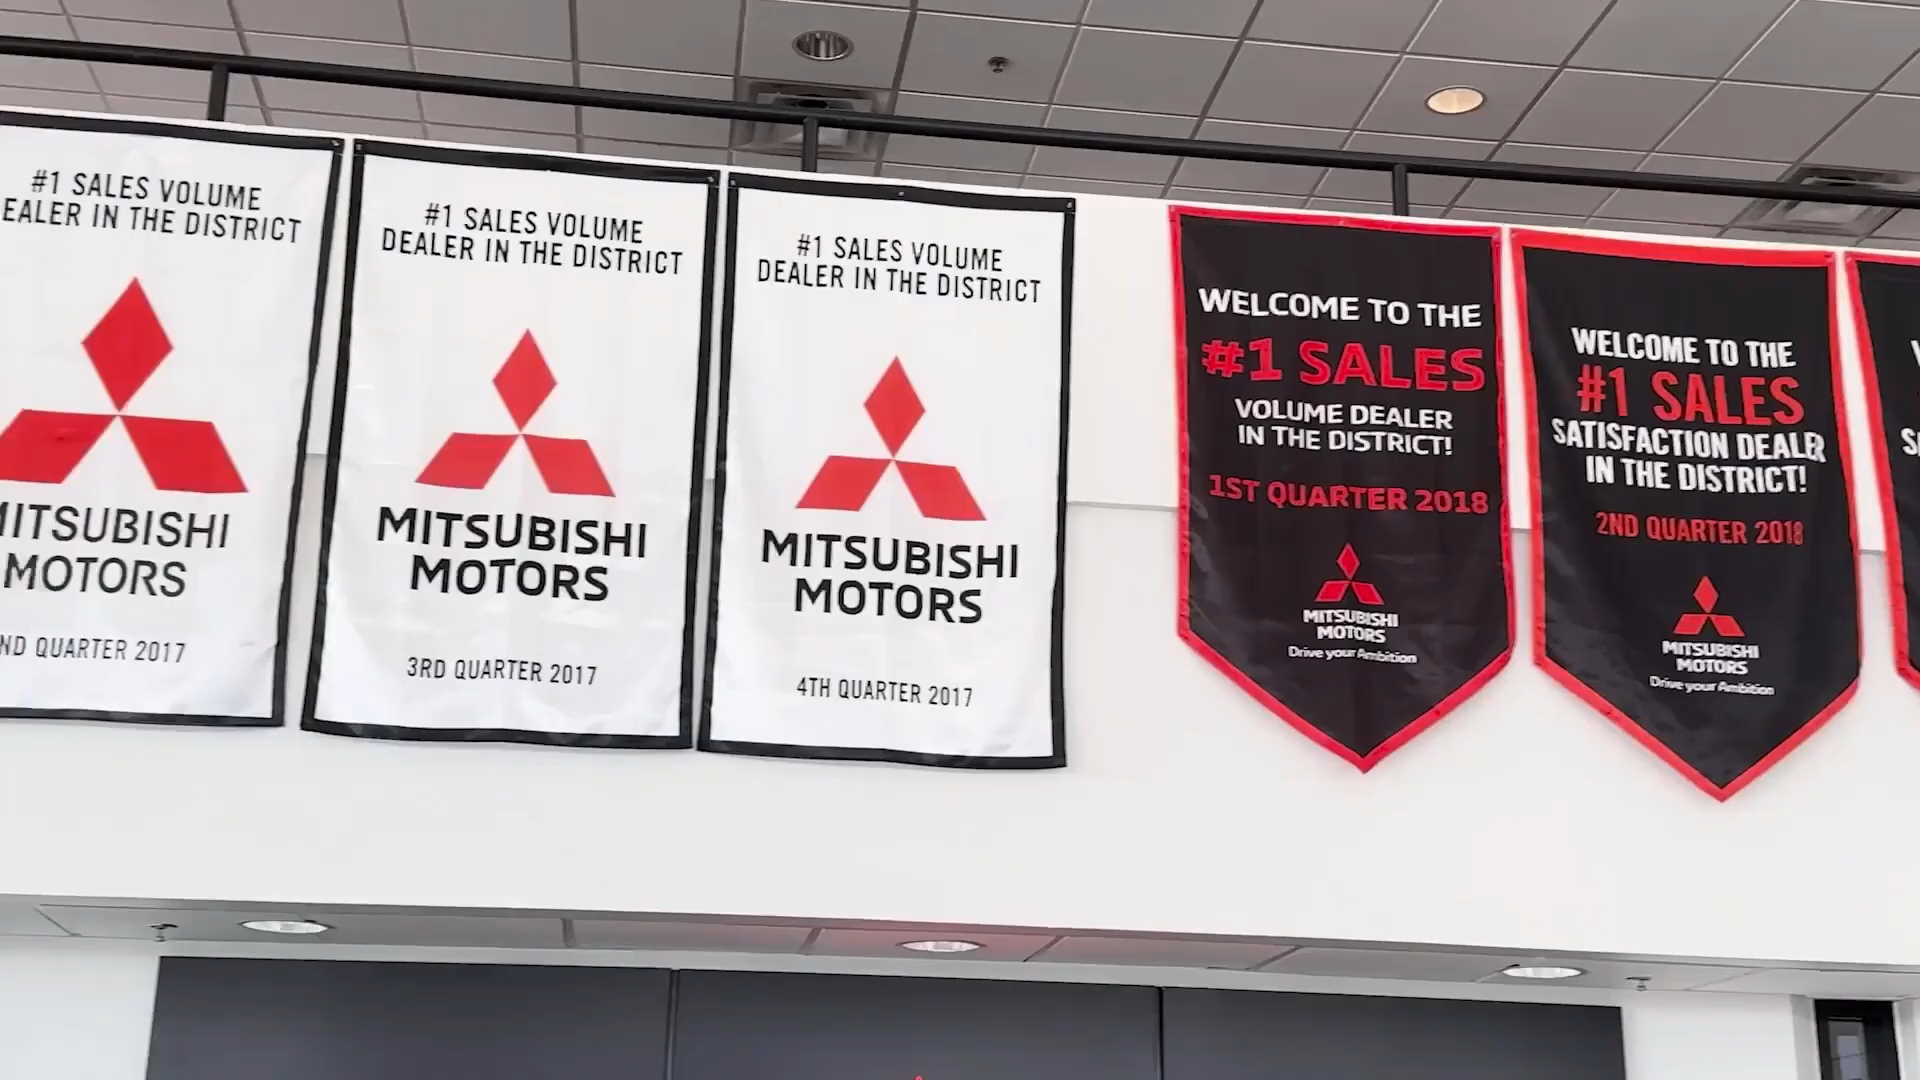 #1 SALES VOLUME
DEALER IN THE DISTRICT
MITSUBISHI
MOTORS
QUARTER 2017
#1 SALES VOLUME
DEALER IN THE DISTRICT
MITSUBISHI
MOTORS
3RD QUARTER 2017
#1 SALES VOLUME
DEALER IN THE DISTRICT
MITSUBISHI
MOTORS
4TH QUARTER 2017
WELCOME TO THE
#1 SALES
VOLUME DEALER
IN THE DISTRICT!
1ST QUARTER 2018
MITSUBISHI
MOTORS
Drive your Ambition
WELCOME TO THE
#1 SALES
SATISFACTION DEALER
IN THE DISTRICT!
2ND QUARTER 2018
MITSUBISHI
MOTORS
Drive your Ambition